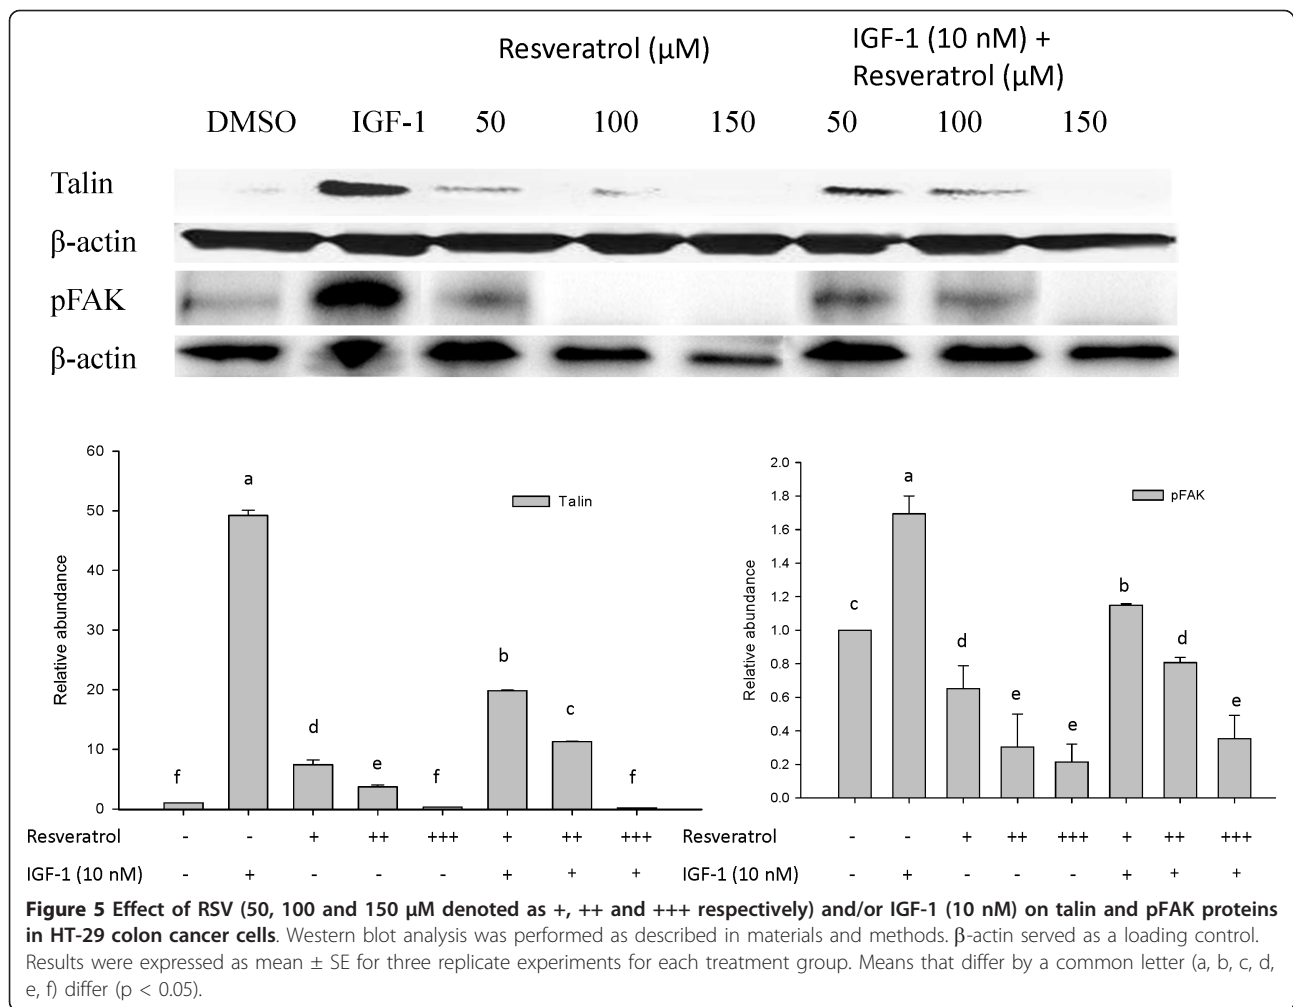 Resveratrol (µM)
IGF-1 (10 nM) +
Resveratrol (µM)
DMSO IGF-1 50 100 150 50 100 150
Talin
β-actin
pFAK
β-actin
60
50
40
30
20
10
0
Relative abundance
Talin
f a d e f b c f
Resveratrol - - + ++ +++ + ++ +++
IGF-1 (10 nM) - + - - - + + +
2.0
1.8
1.6
1.4
1.2
1.0
0.8
0.6
0.4
0.2
0.0
Relative abundance
pFAK
c a d e e b d e
Resveratrol - - + ++ +++ + ++ +++
IGF-1 (10 nM) - + - - - + + +
Figure 5 Effect of RSV (50, 100 and 150 µM denoted as +, ++ and +++ respectively) and/or IGF-1 (10 nM) on talin and pFAK proteins
in HT-29 colon cancer cells. Western blot analysis was performed as described in materials and methods. β-actin served as a loading control.
Results were expressed as mean ± SE for three replicate experiments for each treatment group. Means that differ by a common letter (a, b, c, d,
e, f) differ (p < 0.05).